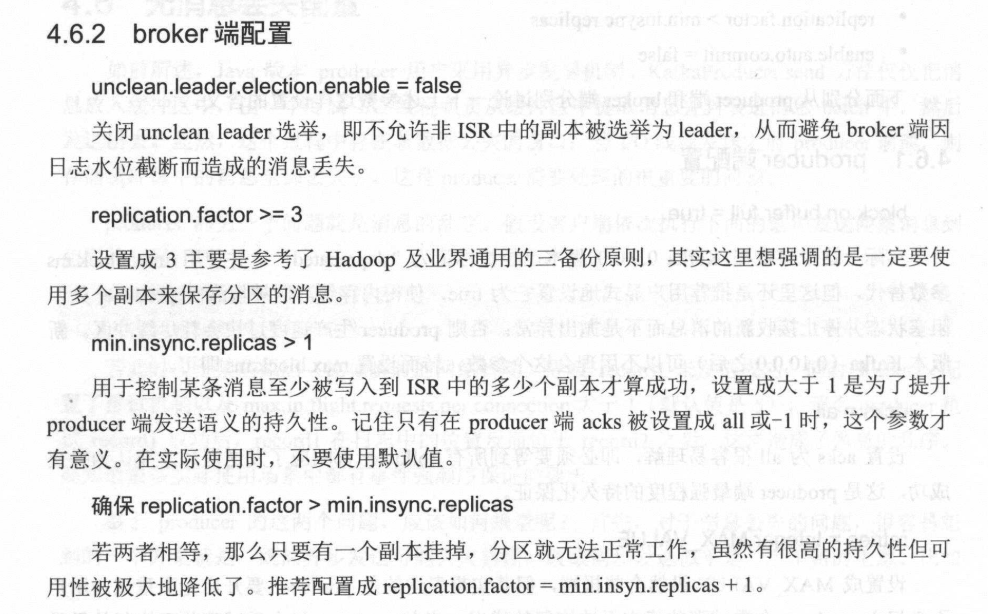 4.6.2 broker 端配置
unclean.leader.election.enable = false
关闭 unclean leader 选举，即不允许非 ISR 中的副本被选举为 leader，从而避免 broker 端因
日志水位截断而造成的消息丢失。
replication.factor >= 3
设置成 3 主要是参考了 Hadoop 及业界通用的三备份原则，其实这里想强调的是一定要使
用多个副本来保存分区的消息。
min.insync.replicas > 1
用于控制某条消息至少被写入到 ISR 中的多少个副本才算成功，设置成大于 1 是为了提升
producer 端发送语义的持久性。记住只有在 producer 端 acks 被设置成 all 或-1 时，这个参数才
有意义。在实际使用时，不要使用默认值。
确保 replication.factor > min.insync.replicas
若两者相等，那么只要有一个副本挂掉，分区就无法正常工作，虽然有很高的持久性但可
用性被极大地降低了。推荐配置成 replication.factor = min.insyn.replicas + 1。